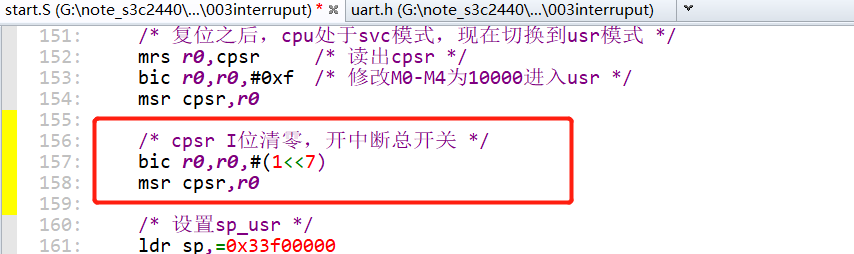 start.S (G:\note_s3c2440\...\003interruput) * × uart.h (G:\note_s3c2440\...\003interruput)
151: /* 复位之后，cpu处于svc模式，现在切换到usr模式 */
152: mrs r0,cpsr /* 读出cpsr */
153: bic r0,r0,#0xf /* 修改M0-M4为10000进入usr */
154: msr cpsr,r0
155:
156: /* cpsr I位清零，开中断总开关 */
157: bic r0,r0,#(1<<7)
158: msr cpsr,r0
159:
160: /* 设置sp_usr */
161: ldr sp,=0x33f00000